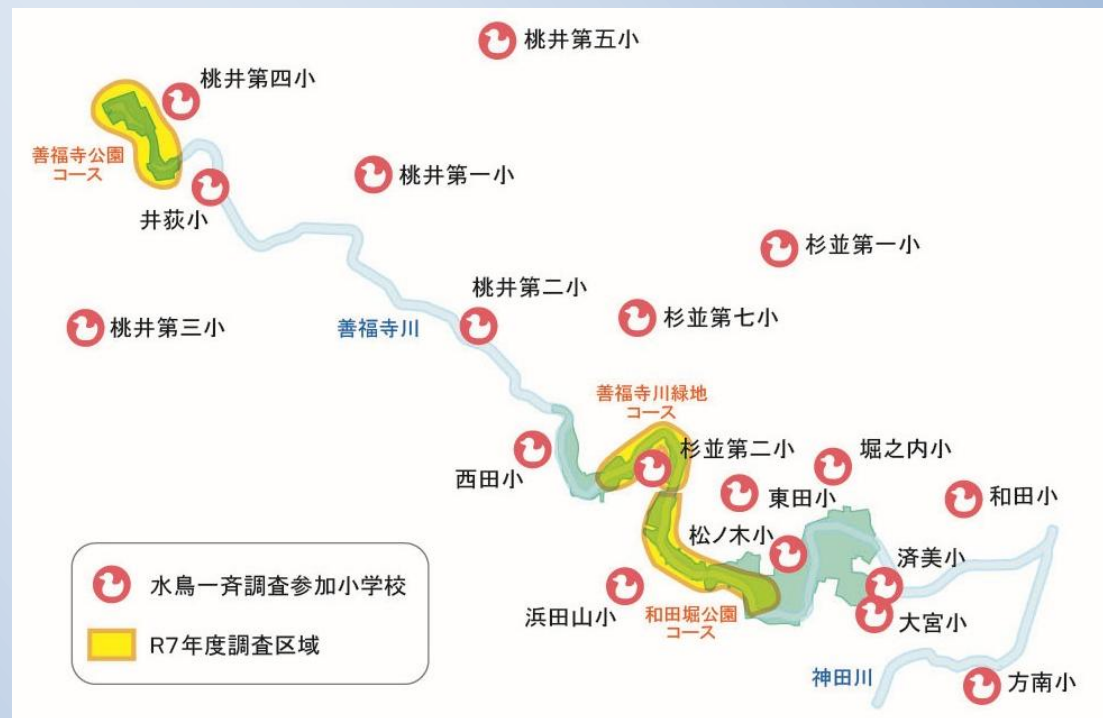 桃井第五小
桃井第四小
善福寺公園
コース
桃井第一小
井荻小
杉並第一小
桃井第二小
桃井第三小
善福寺川
杉並第七小
善福寺川緑地
コース
杉並第二小
堀之内小
西田小
東田小
和田小
松ノ木小
済美小
水鳥一斉調査参加小学校
浜田山小
和田堀公園
コース
大宮小
R7年度調査区域
神田川
方南小